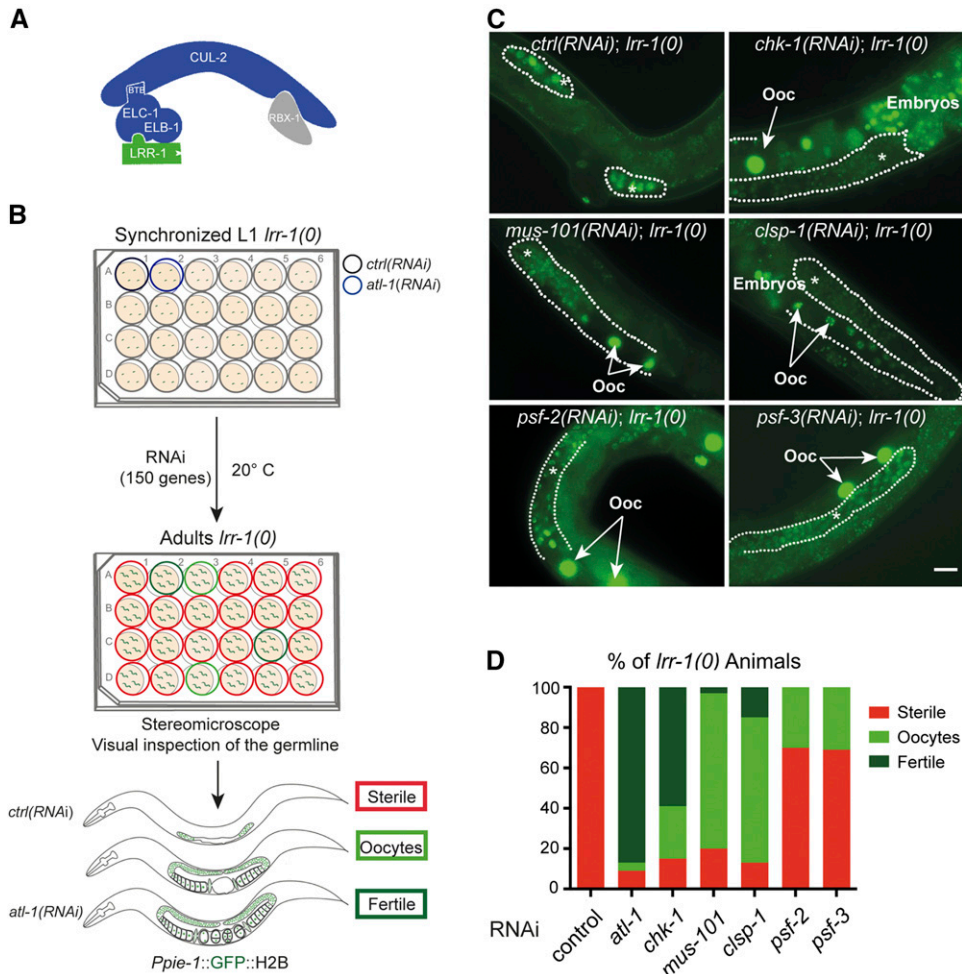 A
CUL-2
BTB
ELC-1
ELB-1
RBX-1
LRR-1
B
Synchronized L1 lrr-1(0)
1 2 3 4 5 6
A
B
C
D
ctrl(RNAi)
atl-1(RNAi)
RNAi
(150 genes)
20° C
Adults lrr-1(0)
1 2 3 4 5 6
A
B
C
D
Stereomicroscope
Visual inspection of the germline
ctrl(RNAi)
Sterile
Oocytes
atl-1(RNAi)
Fertile
Ppie-1::GFP::H2B
C
ctrl(RNAi); lrr-1(0)
*
*
chk-1(RNAi); lrr-1(0)
Ooc
Embryos
*
mus-101(RNAi); lrr-1(0)
*
Ooc
clsp-1(RNAi); lrr-1(0)
Embryos
*
Ooc
psf-2(RNAi); lrr-1(0)
*
Ooc
psf-3(RNAi); lrr-1(0)
Ooc
*
D
% of lrr-1(0) Animals
100
80
60
40
20
0
Sterile
Oocytes
Fertile
RNAi
control
atl-1
chk-1
mus-101
clsp-1
psf-2
psf-3